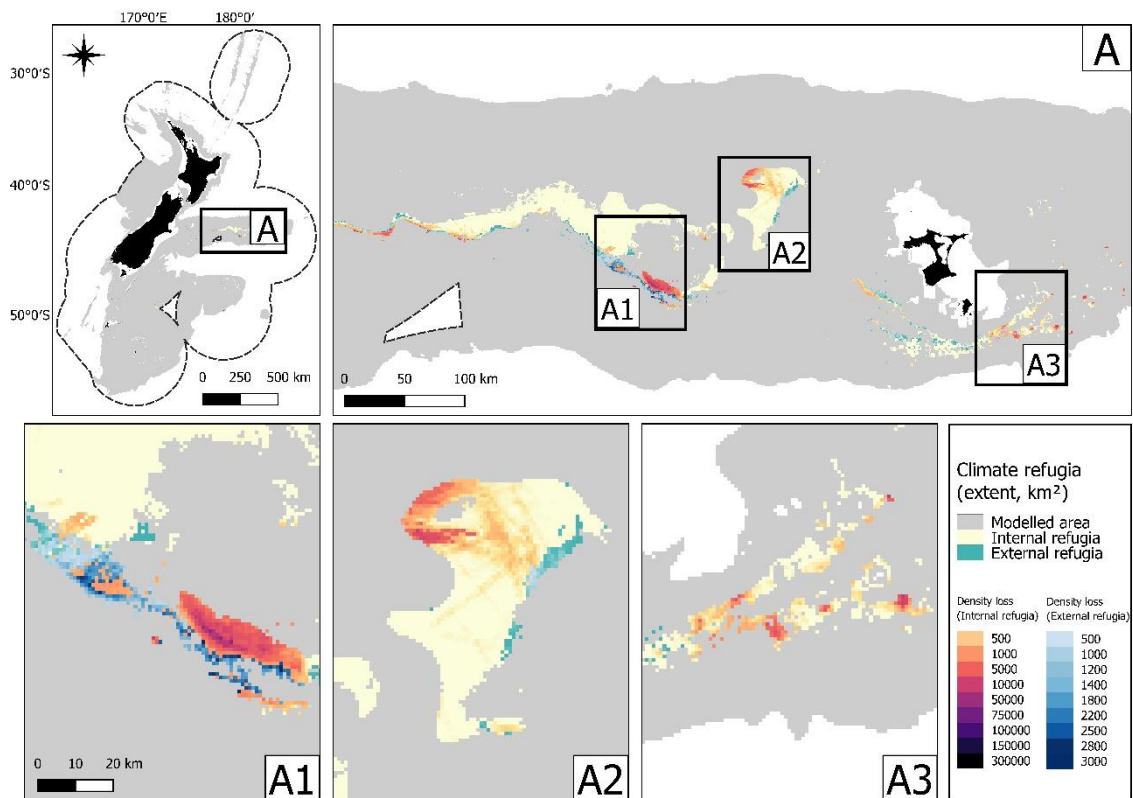 170°0'E 180°0'
30°0'S
40°0'S
50°0'S
A
0 250 500 km
A
A1
A2
A3
0 50 100 km
A1
0 10 20 km
A2
A3
Climate refugia
(extent, km²)
Modelled area
Internal refugia
External refugia
Density loss
(Internal refugia)
500
1000
5000
10000
50000
75000
100000
150000
300000
Density loss
(External refugia)
500
1000
1200
1400
1800
2200
2500
2800
3000